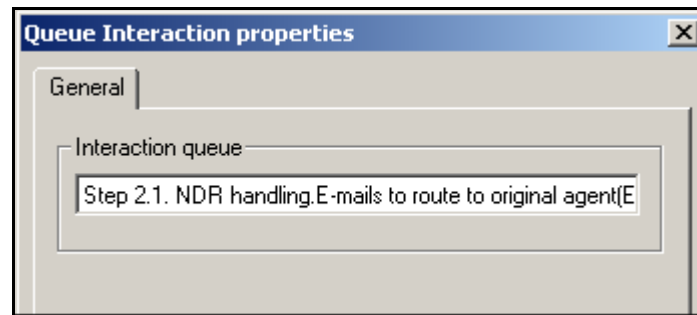 Queue Interaction properties
General
Interaction queue
Step 2.1. NDR handling.E-mails to route to original agent(E